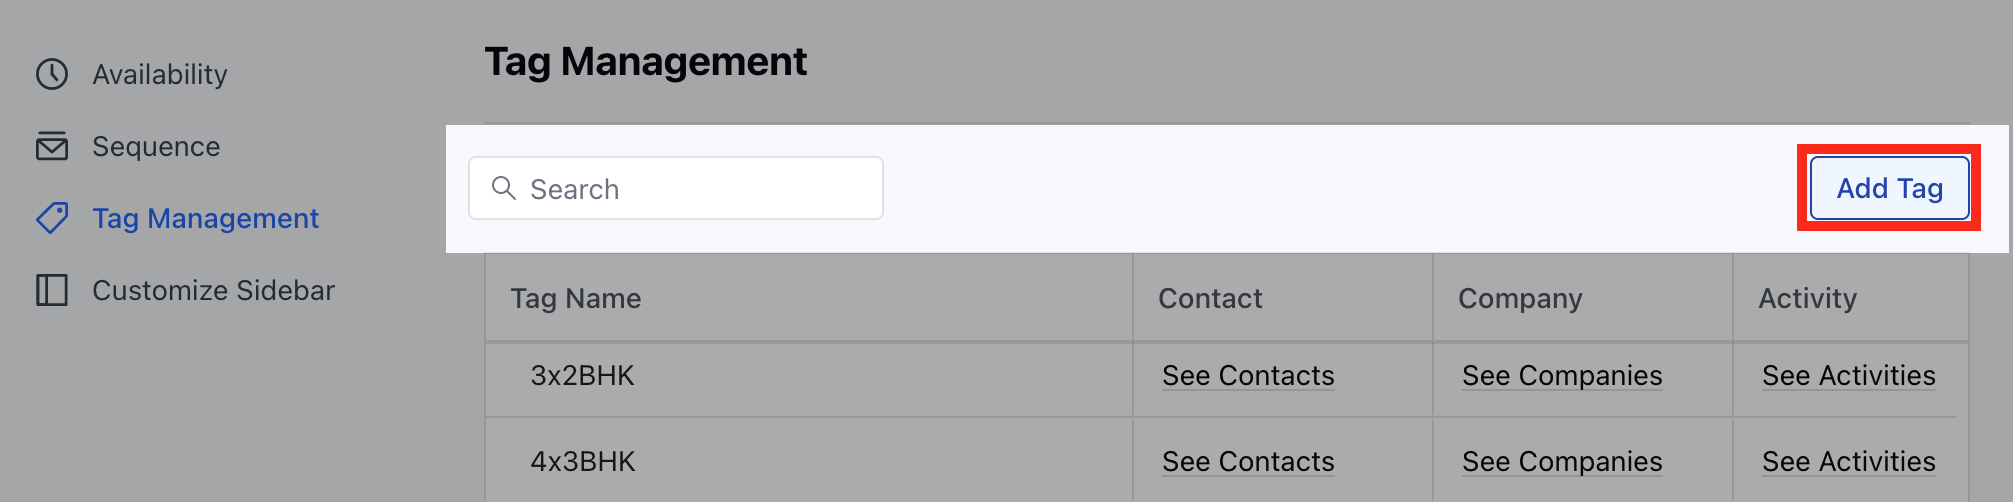 Availability
Sequence
Tag Management
Customize Sidebar
Tag Management
Search
Add Tag
Tag Name Contact Company Activity
3x2BHK See Contacts See Companies See Activities
4x3BHK See Contacts See Companies See Activities